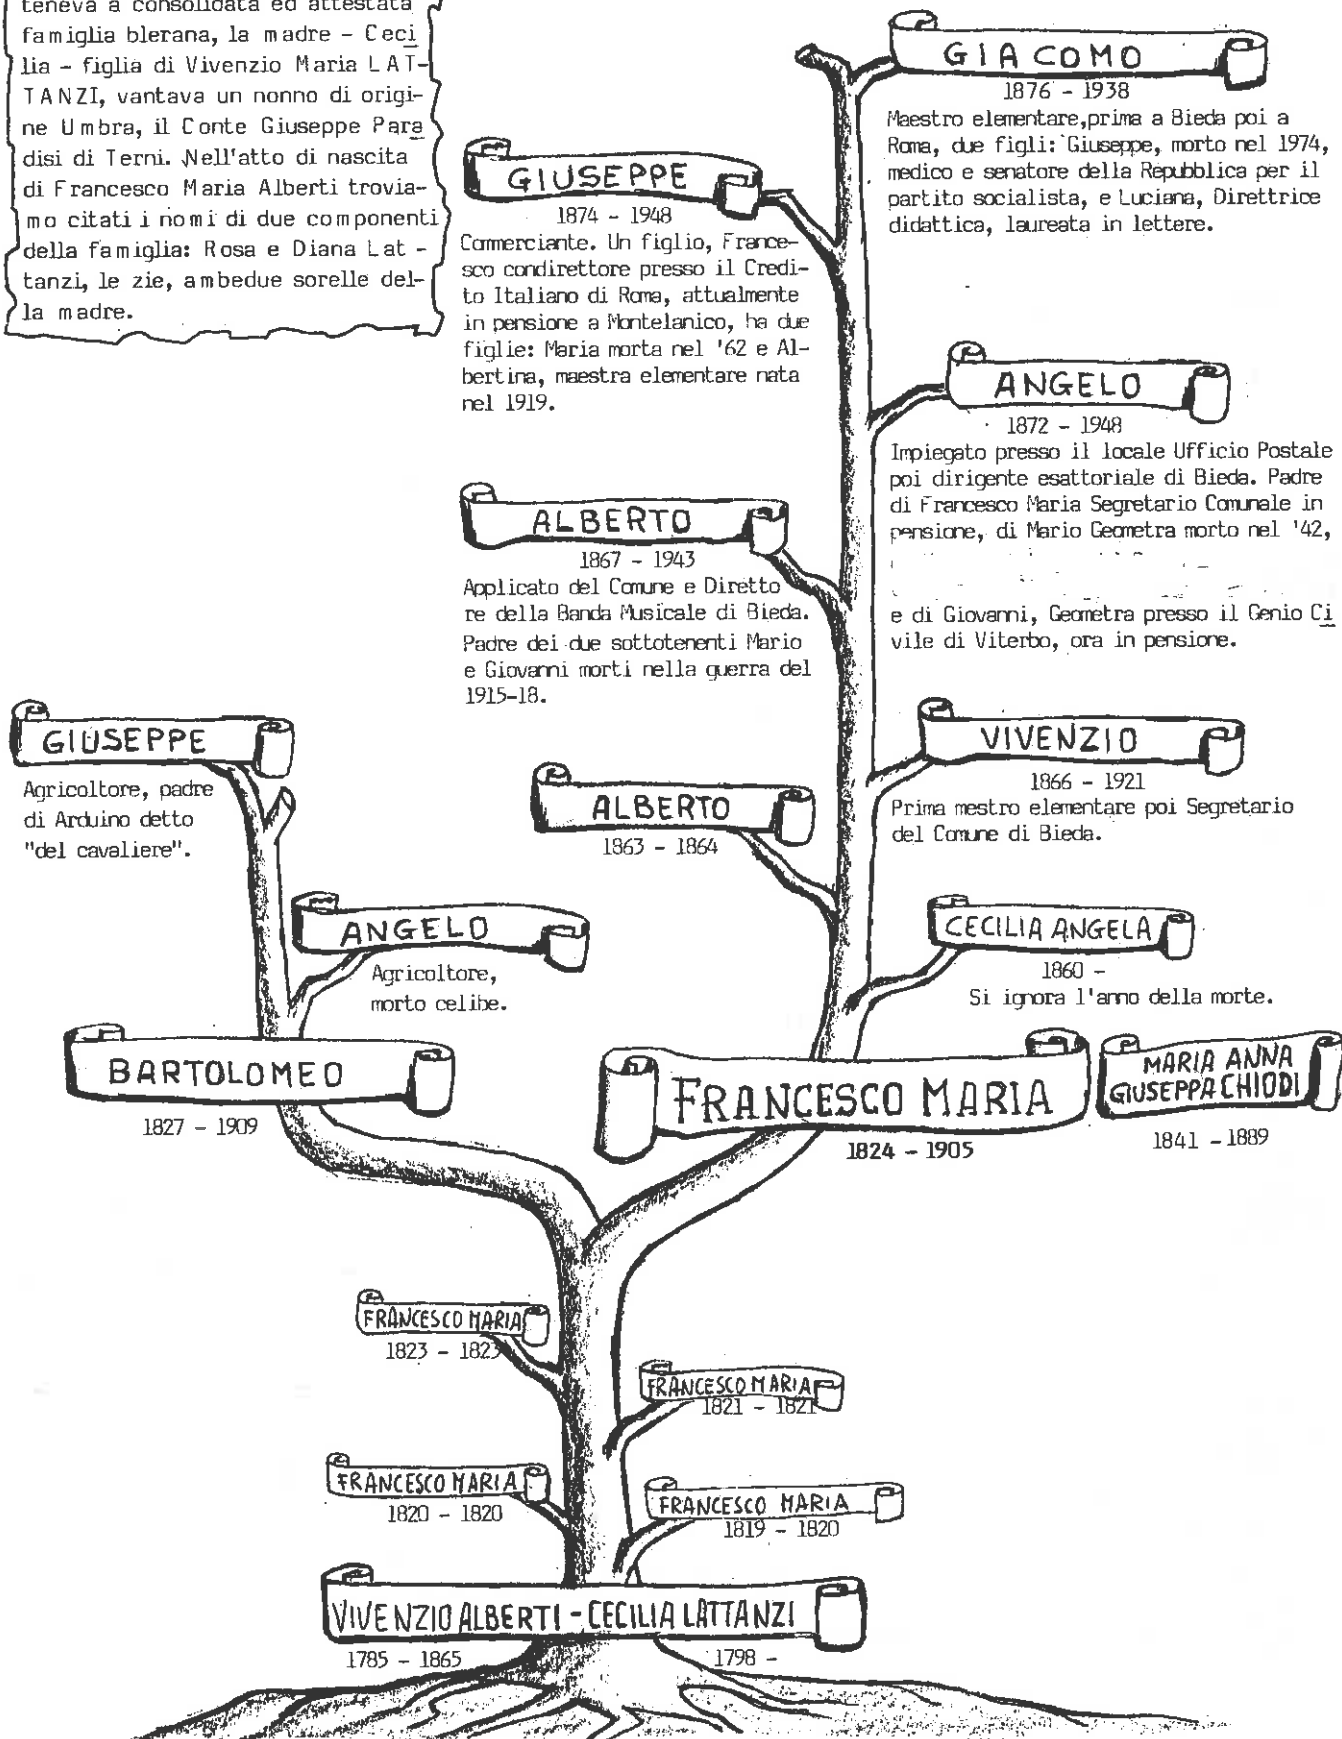 teneva a consolidata ed attestata
famiglia blerana, la madre - Ceci
lia - figlia di Vivenzio Maria LAT-
TANZI, vantava un nonno di origi-
ne Umbra, il Conte Giuseppe Para
disi di Terni. Nell'atto di nascita
di Francesco Maria Alberti trovia-
mo citati i nomi di due componenti
della famiglia: Rosa e Diana Lat -
tanzi, le zie, ambedue sorelle del-
la madre.
GIACOMO
1876 - 1938
Maestro elementare,prima a Bieda poi a
Roma, due figli: Giuseppe, morto nel 1974,
medico e senatore della Repubblica per il
partito socialista, e Luciana, Direttrice
didattica, laureata in lettere.
GIUSEPPE
1874 - 1948
Commerciante. Un figlio, France-
sco condirettore presso il Credi-
to Italiano di Roma, attualmente
in pensione a Montelanico, ha due
figlie: Maria morta nel '62 e Al-
bertina, maestra elementare nata
nel 1919.
ANGELO
1872 - 1948
Impiegato presso il locale Ufficio Postale
poi dirigente esattoriale di Bieda. Padre
di Francesco Maria Segretario Comunale in
pensione, di Mario Geometra morto nel '42,
e di Giovanni, Geometra presso il Genio Ci
vile di Viterbo, ora in pensione.
ALBERTO
1867 - 1943
Applicato del Comune e Diretto
re della Banda Musicale di Bieda.
Padre dei due sottotenenti Mario
e Giovanni morti nella guerra del
1915-18.
GIUSEPPE
Agricoltore, padre
di Arduino detto
"del cavaliere".
VIVENZIO
1866 - 1921
Prima mestro elementare poi Segretario
del Comune di Bieda.
ALBERTO
1863 - 1864
ANGELO
Agricoltore,
morto celibe.
CECILIA ANGELA
1860 -
Si ignora l'anno della morte.
BARTOLOMEO
1827 - 1909
FRANCESCO MARIA
1824 - 1905
MARIA ANNA
GIUSEPPA CHIODI
1841 - 1889
FRANCESCO MARIA
1823 - 1823
FRANCESCO MARIA
1821 - 1821
FRANCESCO MARIA
1820 - 1820
FRANCESCO MARIA
1819 - 1820
VIVENZIO ALBERTI - CECILIA LATTANZI
1785 - 1865
1798 -